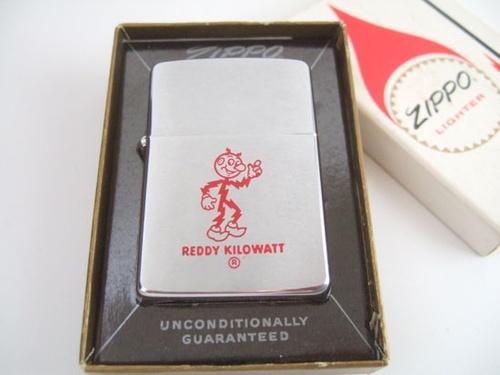 ZIPPO
ZIPPO
LIGHTER
REDDY KILOWATT
®
UNCONDITIONALLY
GUARANTEED